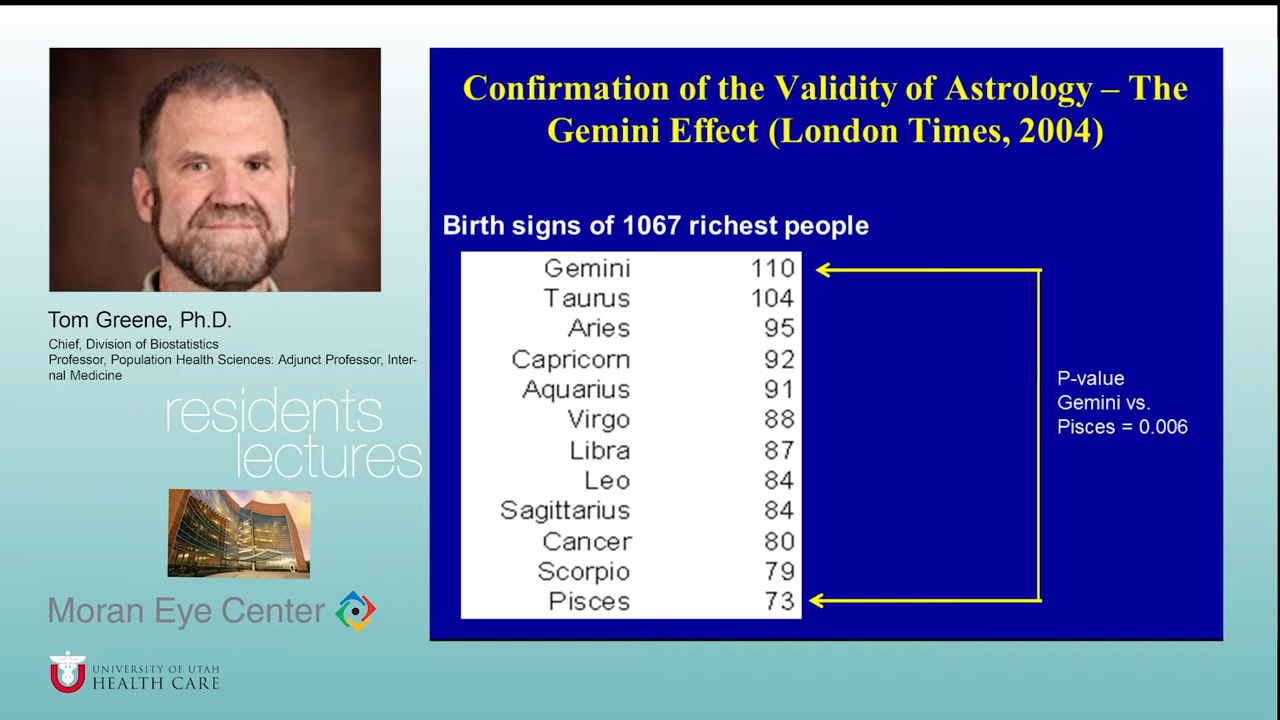 Confirmation of the Validity of Astrology – The
Gemini Effect (London Times, 2004)
Birth signs of 1067 richest people
Gemini 110
Taurus 104
Aries 95
Capricorn 92
Aquarius 91
Virgo 88
Libra 87
Leo 84
Sagittarius 84
Cancer 80
Scorpio 79
Pisces 73
P-value
Gemini vs.
Pisces = 0.006
Tom Greene, Ph.D.
Chief, Division of Biostatistics
Professor, Population Health Sciences: Adjunct Professor, Inter-
nal Medicine
residents
lectures
Moran Eye Center
U
UNIVERSITY OF UTAH
HEALTH CARE